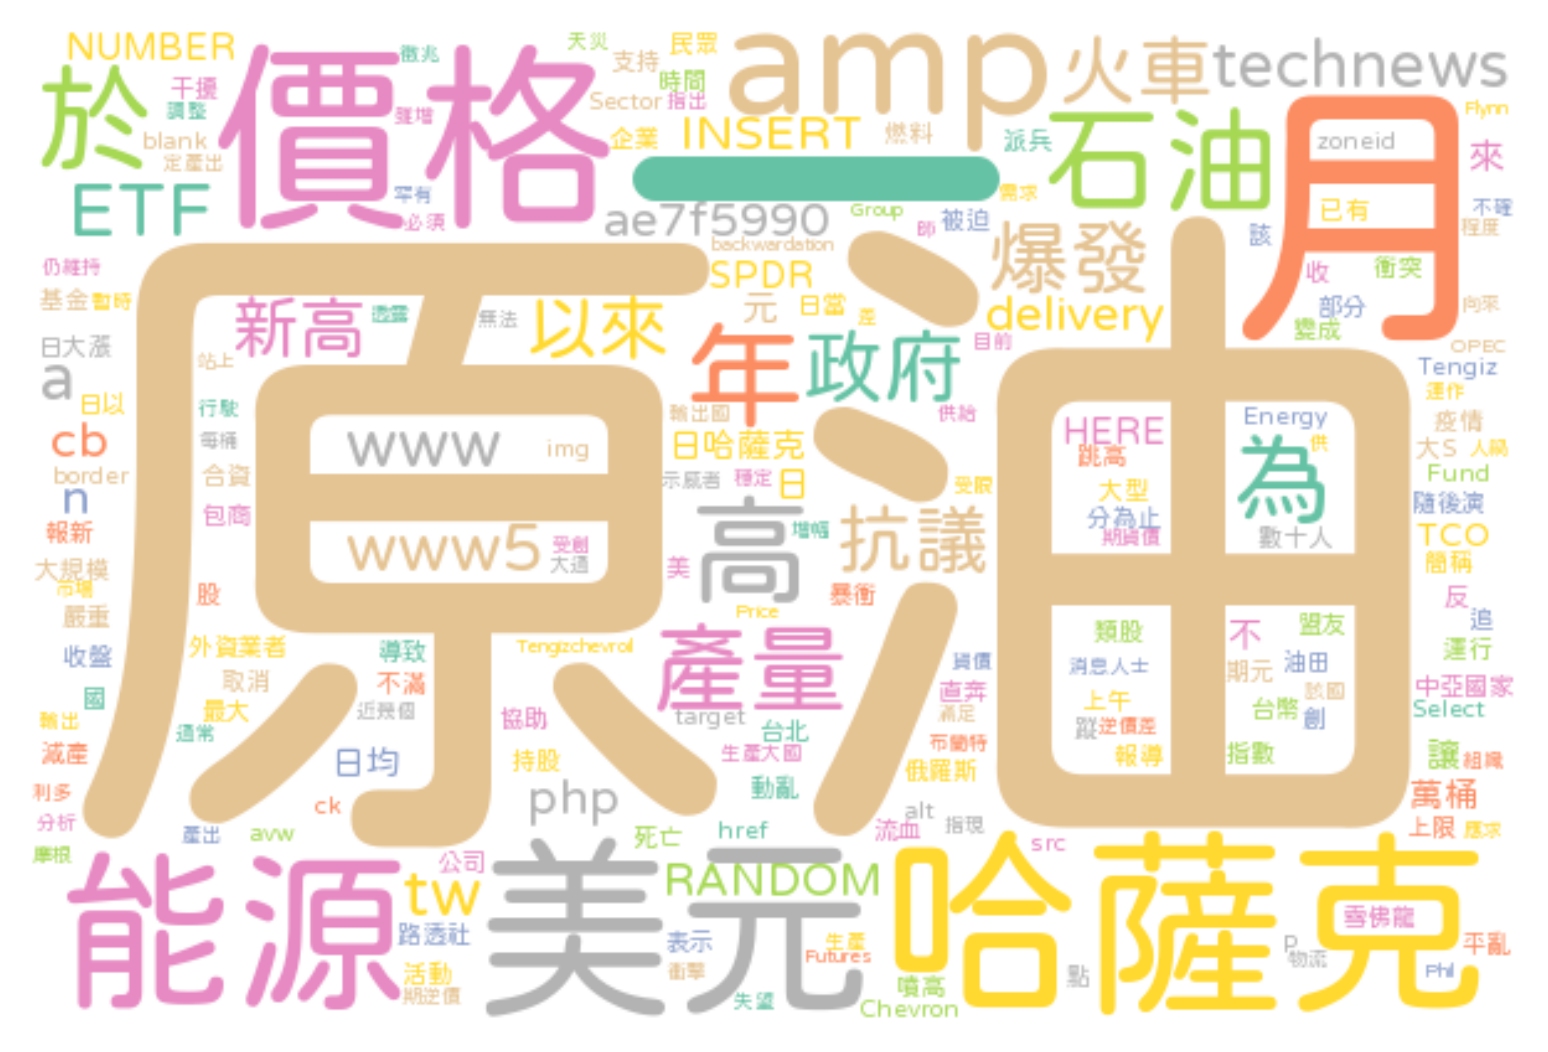 NUMBER
價格
徵兆
天災
支持
民眾
amp
火車
technews
於
干擾
調整
驟增
時間
Sector
指出
石油
月
Flynn
blank
定產出
企業
INSERT
燃料
派兵
zoneid
來
ETF
罕有
必須
一
需求
已有
不確
ae7f5990
Group
師
被迫
爆發
該
程度
仍維持
原油
backwardation
SPDR
收
衝突
基金
暫時
新高
透露
無法
以來
元
日當
差
delivery
部分
向來
變成
日大漲
站上
年
政府
目前
OPEC
a
Tengiz
日以
行駛
輸出國
供給
運作
cb
每桶
www
img
日哈薩克
HERE
Energy
供
疫情
跳高
為
大S
人禍
border
合資
示威者
穩定
日
受限
大型
Fund
n
包商
高
增幅
抗議
分為止
隨後演
報新
www5
受創
大通
期貨價
數十人
TCO
大規模
市場
美
簡稱
股
暴衝
反
嚴重
Price
追
收盤
外資業者
導致
Tengizchevroil
產量
類股
不
盟友
運行
取消
不滿
貨價
消息人士
期元
油田
國
最大
近幾個
協助
target
直奔
滿足
上午
該國
中亞國家
輸出
通常
台北
蹤
逆價差
台幣
創
Select
減產
日均
持股
生產大國
布蘭特
報導
指數
讓
組織
利多
ck
php
動亂
俄羅斯
萬桶
分析
產出
avw
死亡
href
流血
alt
指現
上限
應求
摩根
公司
src
能源
tw
美元
RANDOM
哈薩克
路透社
表示
生產
雪佛龍
平亂
Futures
P
物流
活動
衝擊
噴高
點
Phil
期逆價
失望
Chevron